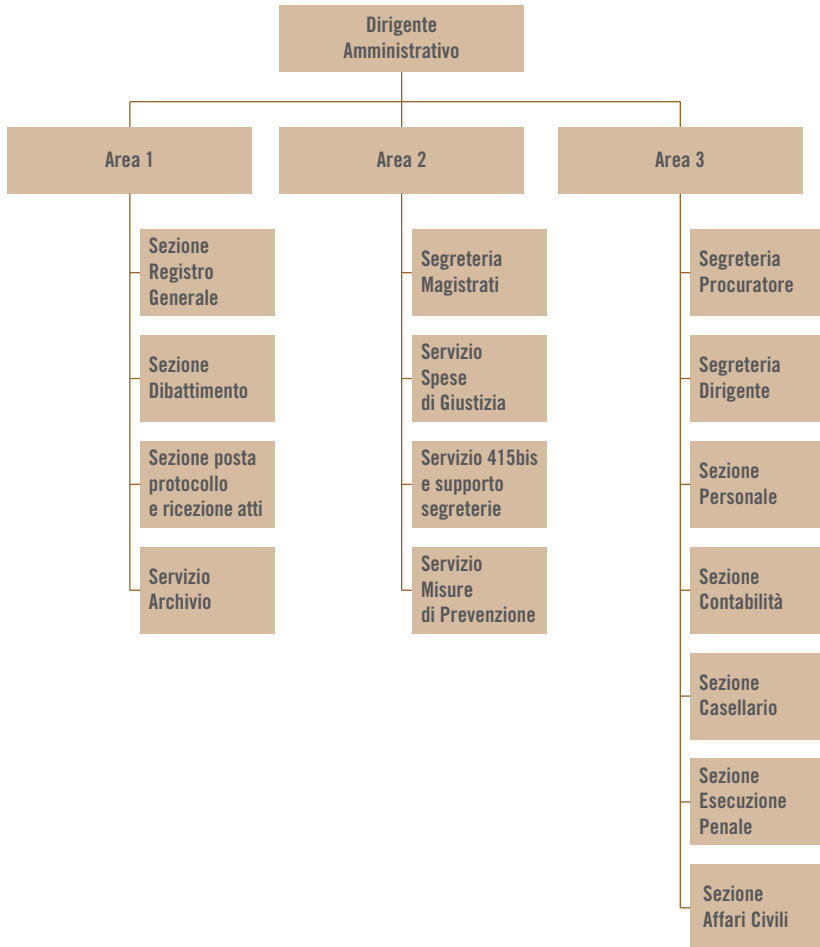 Dirigente
Amministrativo
Area 1
Area 2
Area 3
Sezione
Registro
Generale
Sezione
Dibattimento
Sezione posta
protocollo
e ricezione atti
Servizio
Archivio
Segreteria
Magistrati
Servizio
Spese
di Giustizia
Servizio 415bis
e supporto
segreterie
Servizio
Misure
di Prevenzione
Segreteria
Procuratore
Segreteria
Dirigente
Sezione
Personale
Sezione
Contabilità
Sezione
Casellario
Sezione
Esecuzione
Penale
Sezione
Affari Civili